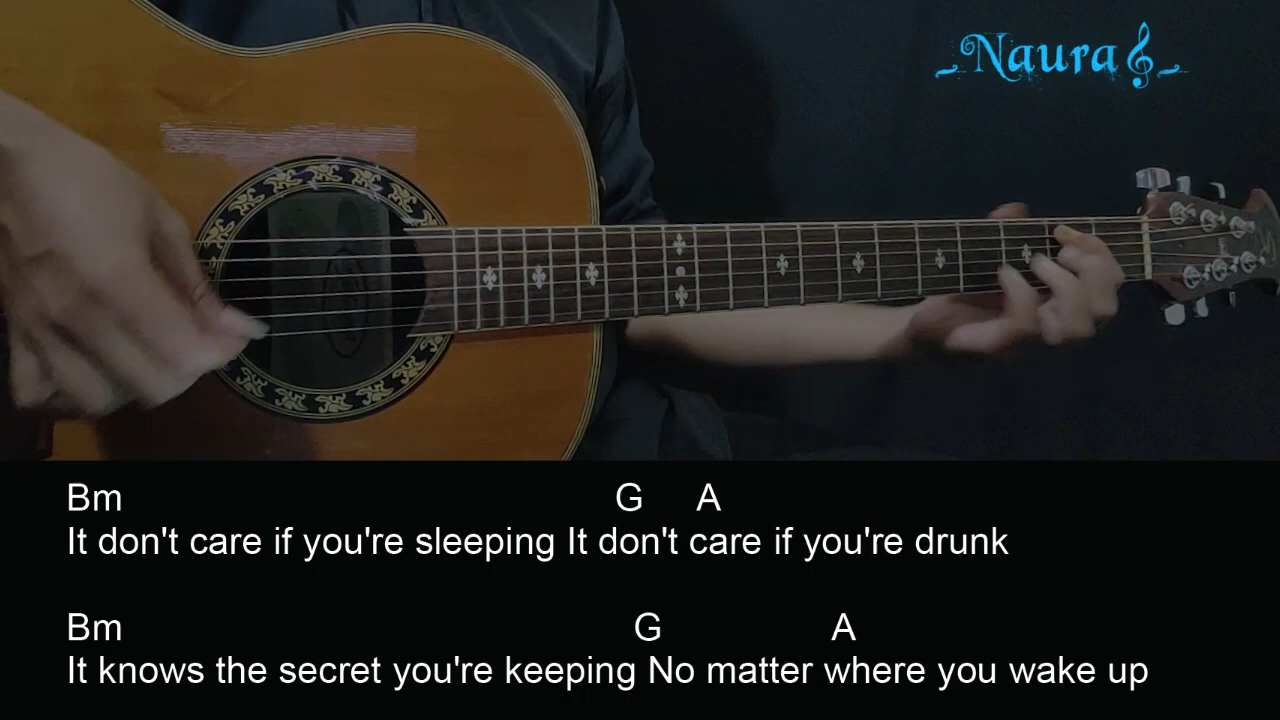 Naura
Bm G A
It don't care if you're sleeping It don't care if you're drunk
Bm G A
It knows the secret you're keeping No matter where you wake up